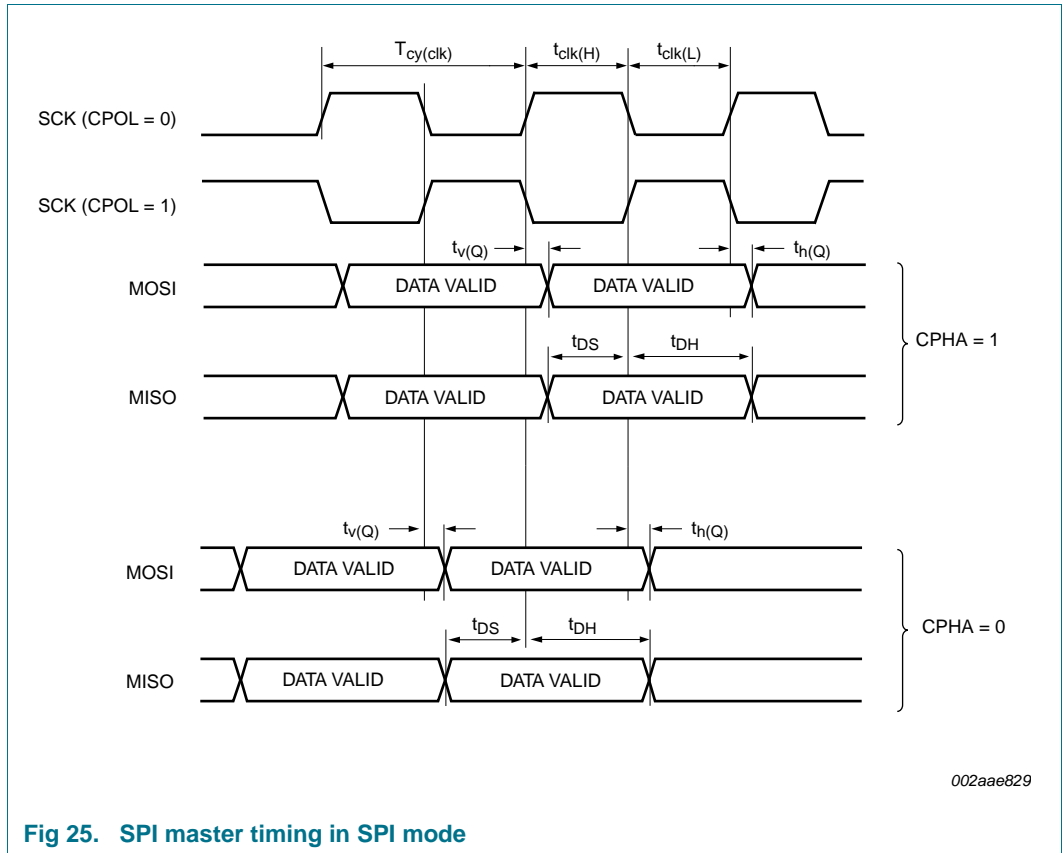 Tcy(clk) tclk(H) tclk(L)
SCK (CPOL = 0)
SCK (CPOL = 1)
tv(Q) th(Q)
MOSI DATA VALID DATA VALID
CPHA = 1
tDS tDH
MISO DATA VALID DATA VALID
tv(Q) th(Q)
MOSI DATA VALID DATA VALID
CPHA = 0
tDS tDH
MISO DATA VALID DATA VALID
002aae829
Fig 25. SPI master timing in SPI mode